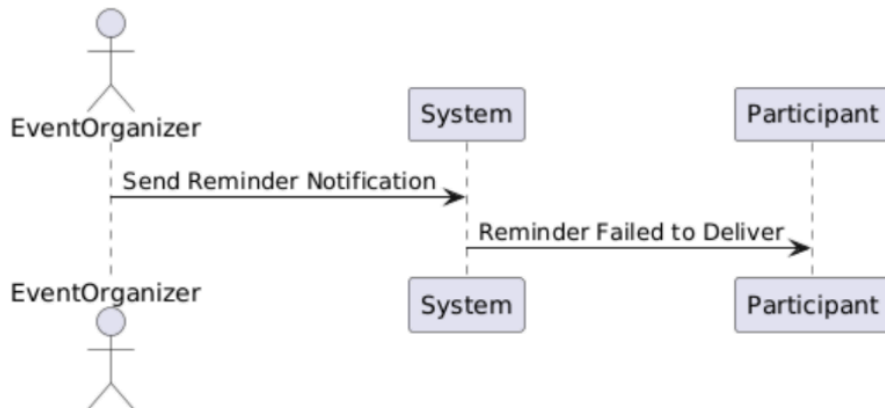 EventOrganizer
System
Participant
Send Reminder Notification
Reminder Failed to Deliver
EventOrganizer
System
Participant